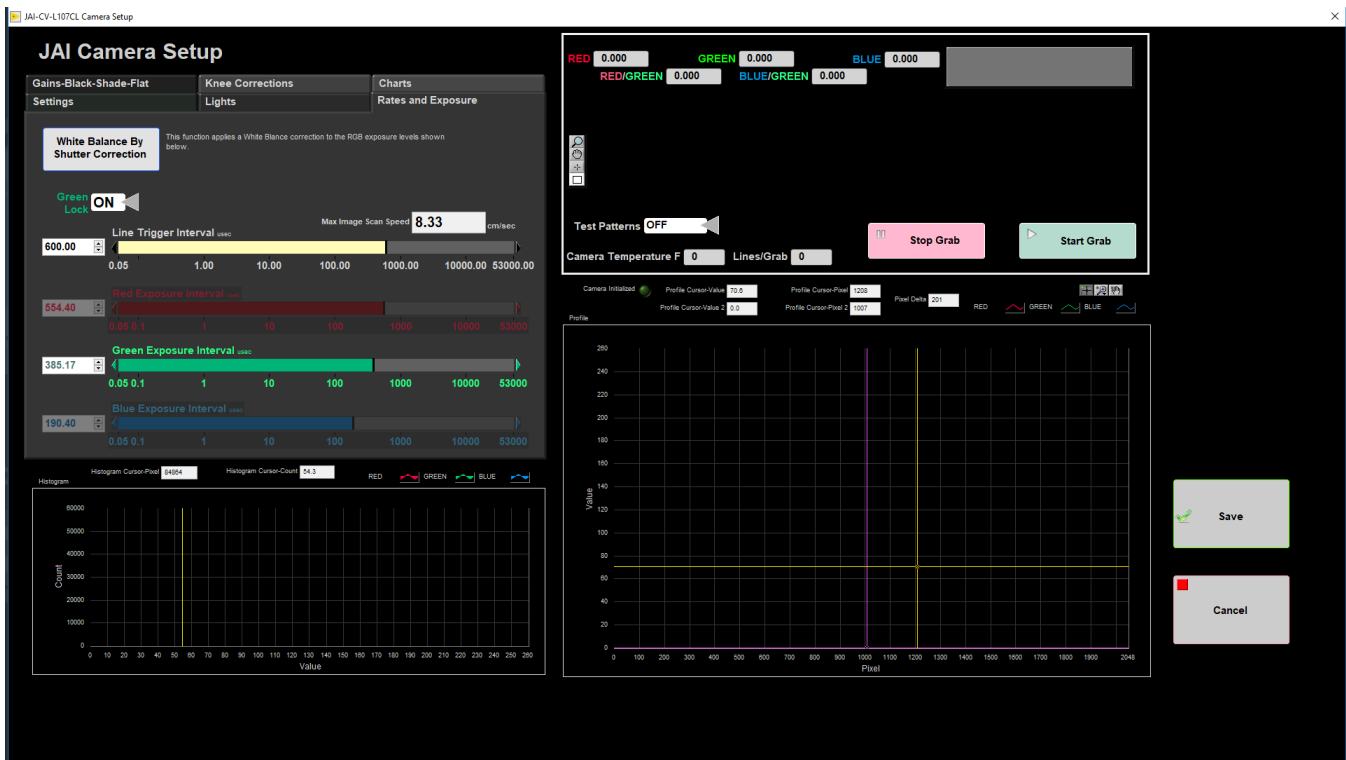 JAI-CV-L107CL Camera Setup
JAI Camera Setup
Gains-Black-Shade-Flat Knee Corrections Charts
Settings Lights Rates and Exposure
White Balance By
Shutter Correction
This function applies a White Blance correction to the RGB exposure levels shown
below.
Green
Lock
ON
Max Image Scan Speed 8.33 cm/sec
Line Trigger Interval usec
600.00
0.05 1.00 10.00 100.00 1000.00 10000.00 53000.00
Red Exposure Interval usec
554.40
0.05 0.1 1 10 100 1000 10000 53000
Green Exposure Interval usec
385.17
0.05 0.1 1 10 100 1000 10000 53000
Blue Exposure Interval usec
190.40
0.05 0.1 1 10 100 1000 10000 53000
Histogram Cursor-Pixel 84864 Histogram Cursor-Count 54.3 RED GREEN BLUE
Histogram
60000
50000
40000
30000
20000
10000
0
Count
0 10 20 30 40 50 60 70 80 90 100 110 120 130 140 150 160 170 180 190 200 210 220 230 240 250 260
Value
RED 0.000 GREEN 0.000 BLUE 0.000
RED/GREEN 0.000 BLUE/GREEN 0.000
Test Patterns OFF
Stop Grab
Start Grab
Camera Temperature F 0 Lines/Grab 0
Camera Initialized Profile Cursor-Value 70.6 Profile Cursor-Pixel 1208
Profile Cursor-Value 2 0.0 Profile Cursor-Pixel 2 1007
Pixel Delta 201 RED GREEN BLUE
Profile
260
240
220
200
180
160
140
120
100
80
60
40
20
0
Value
0 100 200 300 400 500 600 700 800 900 1000 1100 1200 1300 1400 1500 1600 1700 1800 1900 2048
Pixel
Save
Cancel